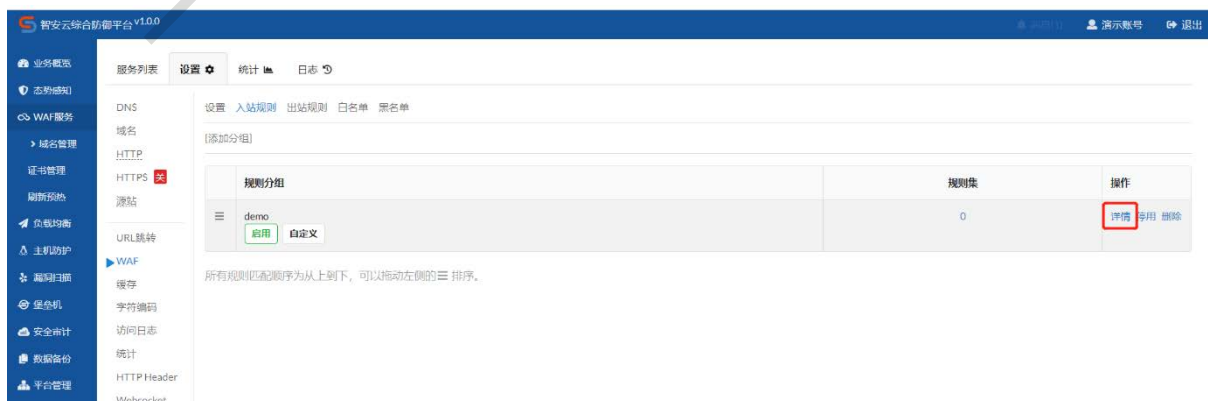 智安云综合防御平台 V1.0.0
演示账号 退出
业务概览
态势感知
WAF服务
域名管理
证书管理
刷新预热
负载均衡
主机防护
漏洞扫描
堡垒机
安全审计
数据备份
平台管理
服务列表 设置 统计 日志
DNS
域名
HTTP
HTTPS 关
源站
URL跳转
WAF
缓存
字符编码
访问日志
统计
HTTP Header
Websocket
设置 入站规则 出站规则 白名单 黑名单
[添加分组]
规则分组 规则集 操作
demo 0 详情 停用 删除
启用 自定义
所有规则匹配顺序为从上到下，可以拖动左侧的☰ 排序。